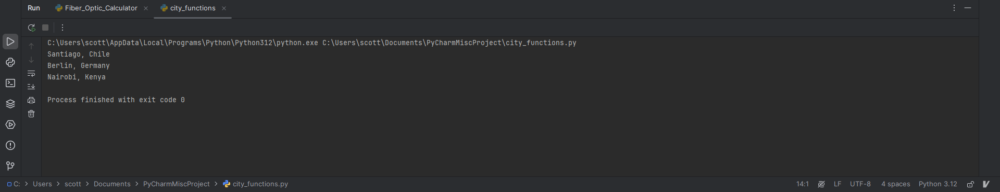 Run Fiber_Optic_Calculator city_functions
C:\Users\scott\AppData\Local\Programs\Python\Python312\python.exe C:\Users\scott\Documents\PyCharmMiscProject\city_functions.py
Santiago, Chile
Berlin, Germany
Nairobi, Kenya
Process finished with exit code 0
C: Users scott Documents PyCharmMiscProject city_functions.py 14:1 LF UTF-8 4 spaces Python 3.12